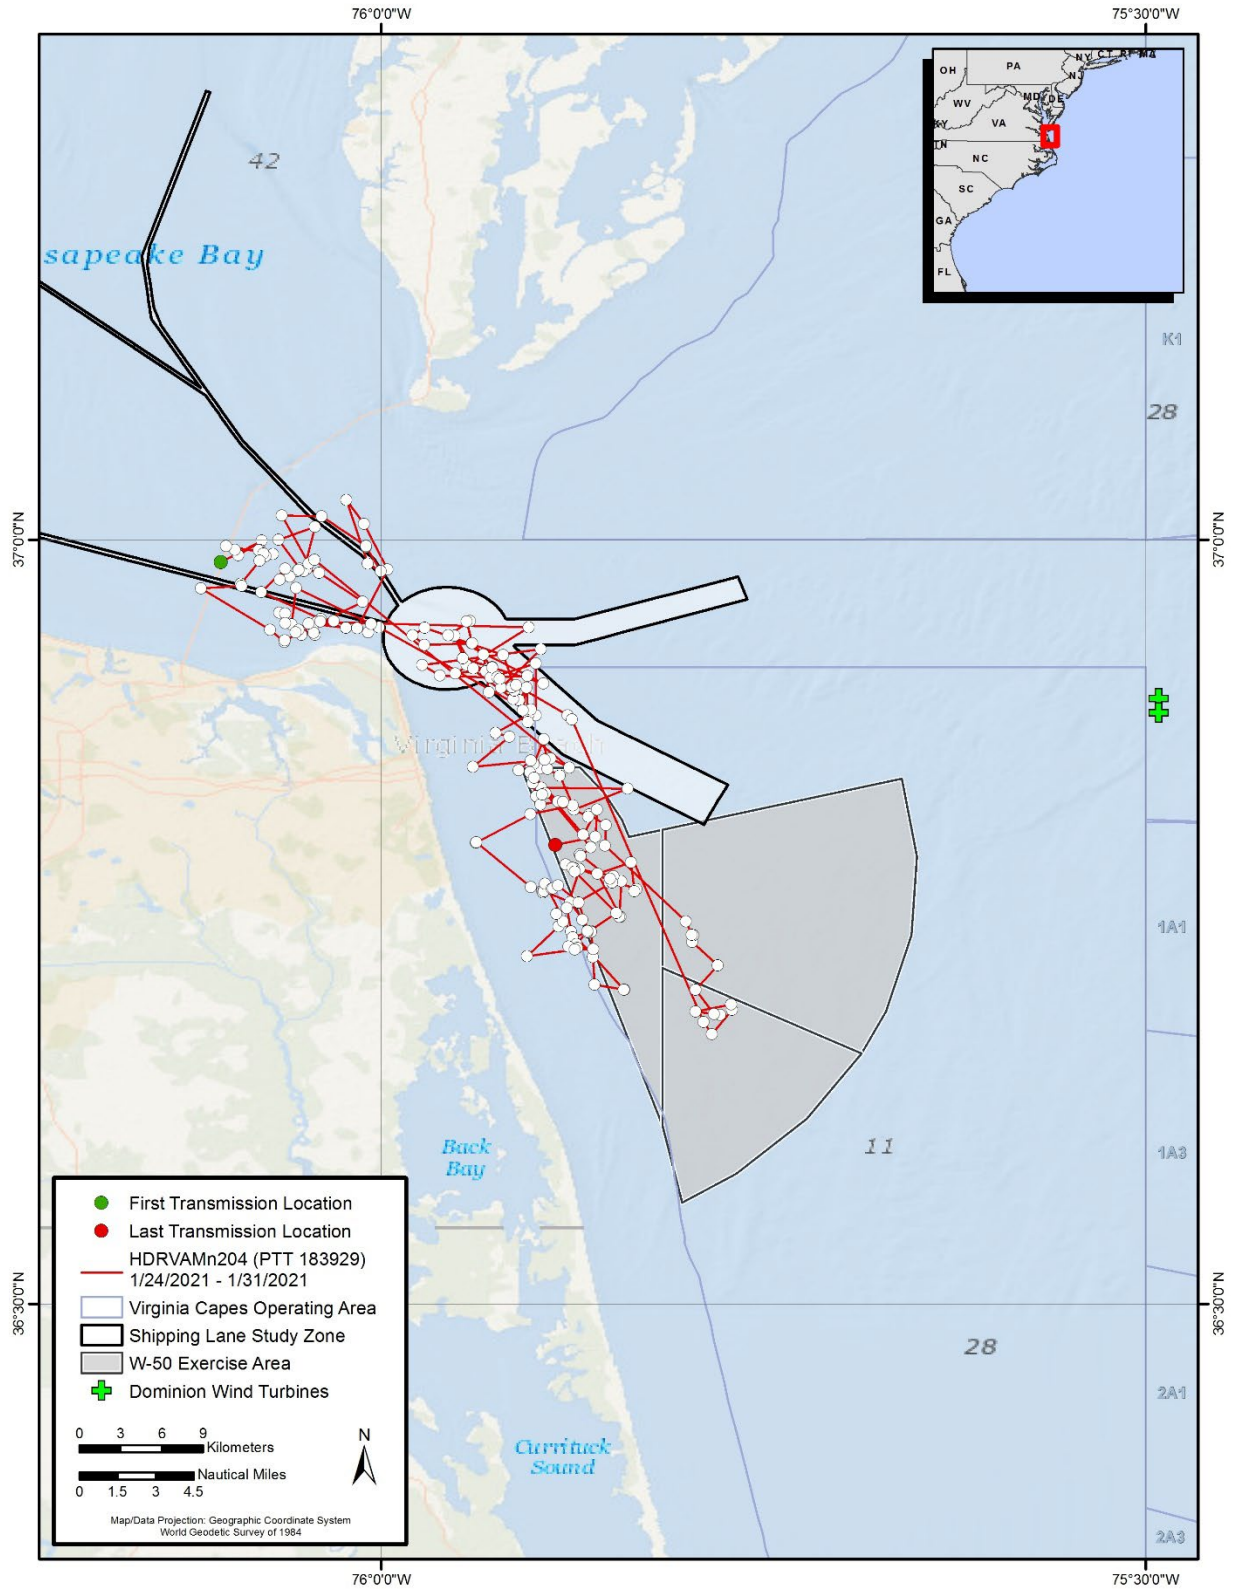 76°0'0"W
75°30'0"W
OH
PA
NY
CT
RI
MA
NJ
MD
DE
WV
KY
VA
TN
NC
SC
GA
FL
42
sapeake Bay
K1
28
37°0'0"N
37°0'0"N
Virginia Beach
1A1
11
1A3
Back
Bay
First Transmission Location
Last Transmission Location
HDRVAMn204 (PTT 183929)
1/24/2021 - 1/31/2021
Virginia Capes Operating Area
Shipping Lane Study Zone
W-50 Exercise Area
Dominion Wind Turbines
36°30'0"N
36°30'0"N
28
2A1
0 3 6 9
Kilometers
Nautical Miles
0 1.5 3 4.5
N
Currituck
Sound
Map/Data Projection: Geographic Coordinate System
World Geodetic Survey of 1984
2A3
76°0'0"W
75°30'0"W